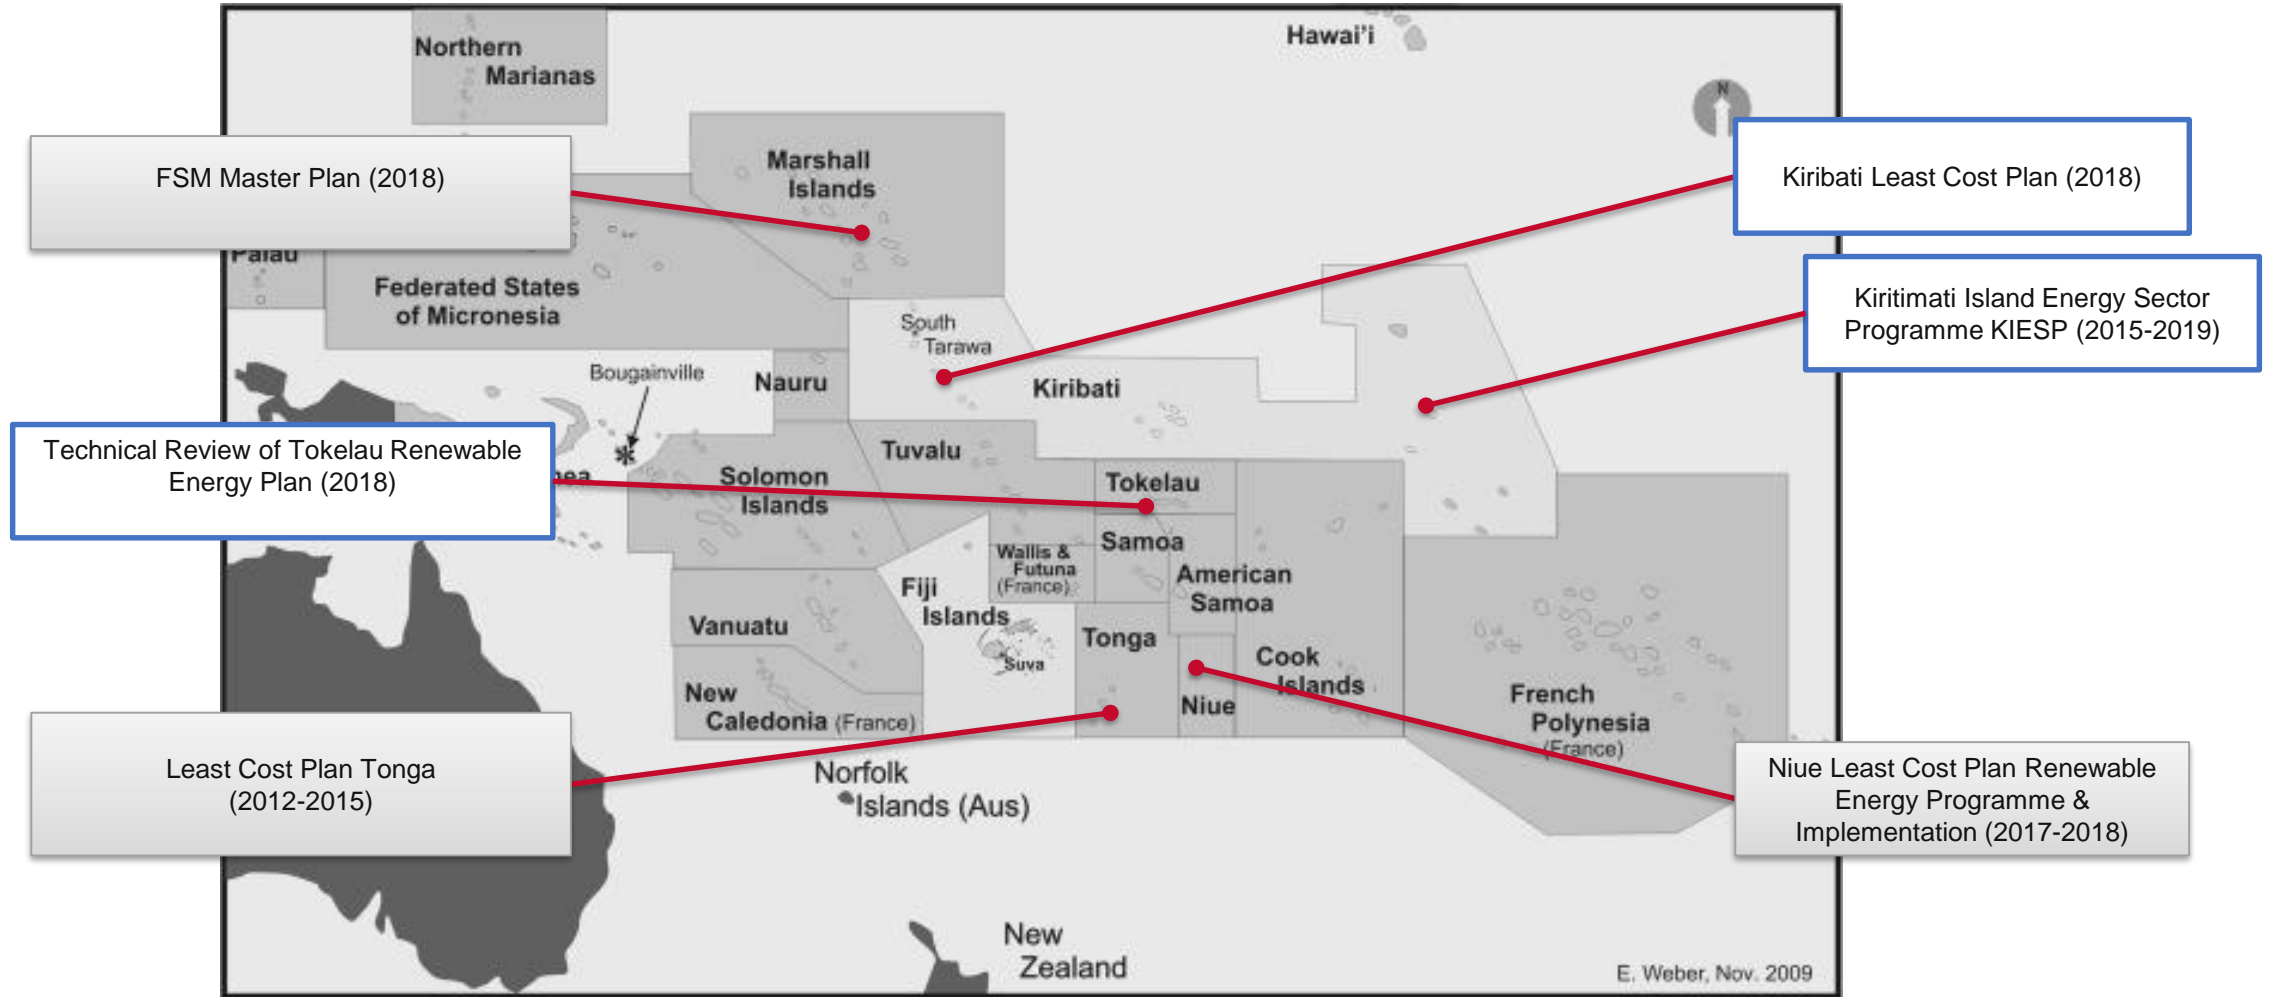 Northern
Marianas
Hawai'i
N
FSM Master Plan (2018)
Marshall
Islands
Kiribati Least Cost Plan (2018)
Palau
Federated States
of Micronesia
Kiritimati Island Energy Sector
Programme KIESP (2015-2019)
South
Tarawa
Bougainville
Nauru
Kiribati
Technical Review of Tokelau Renewable
Energy Plan (2018)
Tuvalu
Solomon
Islands
Tokelau
Samoa
Wallis &
Futuna
(France)
American
Samoa
Fiji
Islands
Vanuatu
Tonga
Suva
Cook
Islands
New
Caledonia (France)
Niue
French
Polynesia
(France)
Least Cost Plan Tonga
(2012-2015)
Norfolk
Islands (Aus)
Niue Least Cost Plan Renewable
Energy Programme &
Implementation (2017-2018)
New
Zealand
E. Weber, Nov. 2009